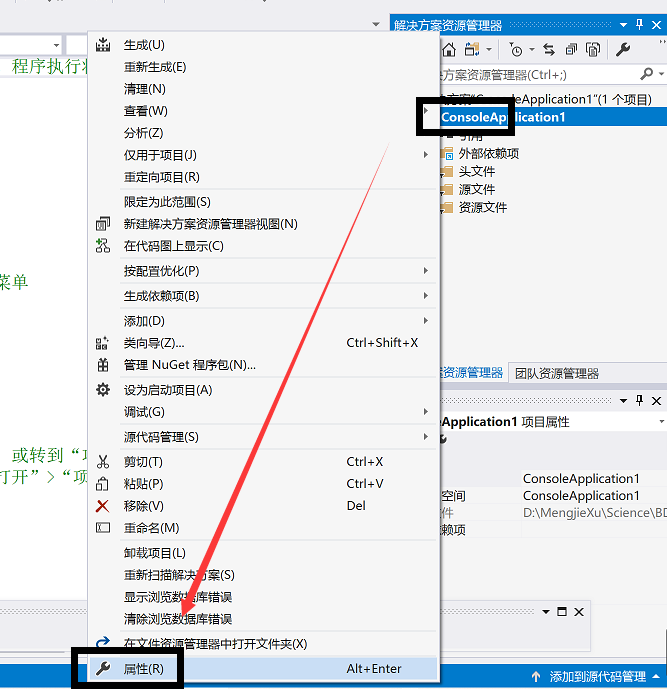 程序执行将
菜单
或转到“项
打开”>“项
生成(U)
重新生成(E)
清理(N)
查看(W)
分析(Z)
仅用于项目(J)
重定向项目(R)
限定为此范围(S)
新建解决方案资源管理器视图(N)
在代码图上显示(C)
按配置优化(P)
生成依赖项(B)
添加(D)
类向导(Z)... Ctrl+Shift+X
管理 NuGet 程序包(N)...
设为启动项目(A)
调试(G)
源代码管理(S)
剪切(T) Ctrl+X
粘贴(P) Ctrl+V
移除(V) Del
重命名(M)
卸载项目(L)
重新扫描解决方案(S)
显示浏览数据库错误
清除浏览数据库错误
在文件资源管理器中打开文件夹(X)
属性(R) Alt+Enter
解决方案资源管理器
方案资源管理器(Ctrl+;)
方案“ConsoleApplication1”(1 个项目)
ConsoleApplication1
引用
外部依赖项
头文件
源文件
资源文件
资源管理器 团队资源管理器
Application1 项目属性
ConsoleApplication1
空间 ConsoleApplication1
件 D:\MengjieXu\Science\BD
赖项
添加到源代码管理